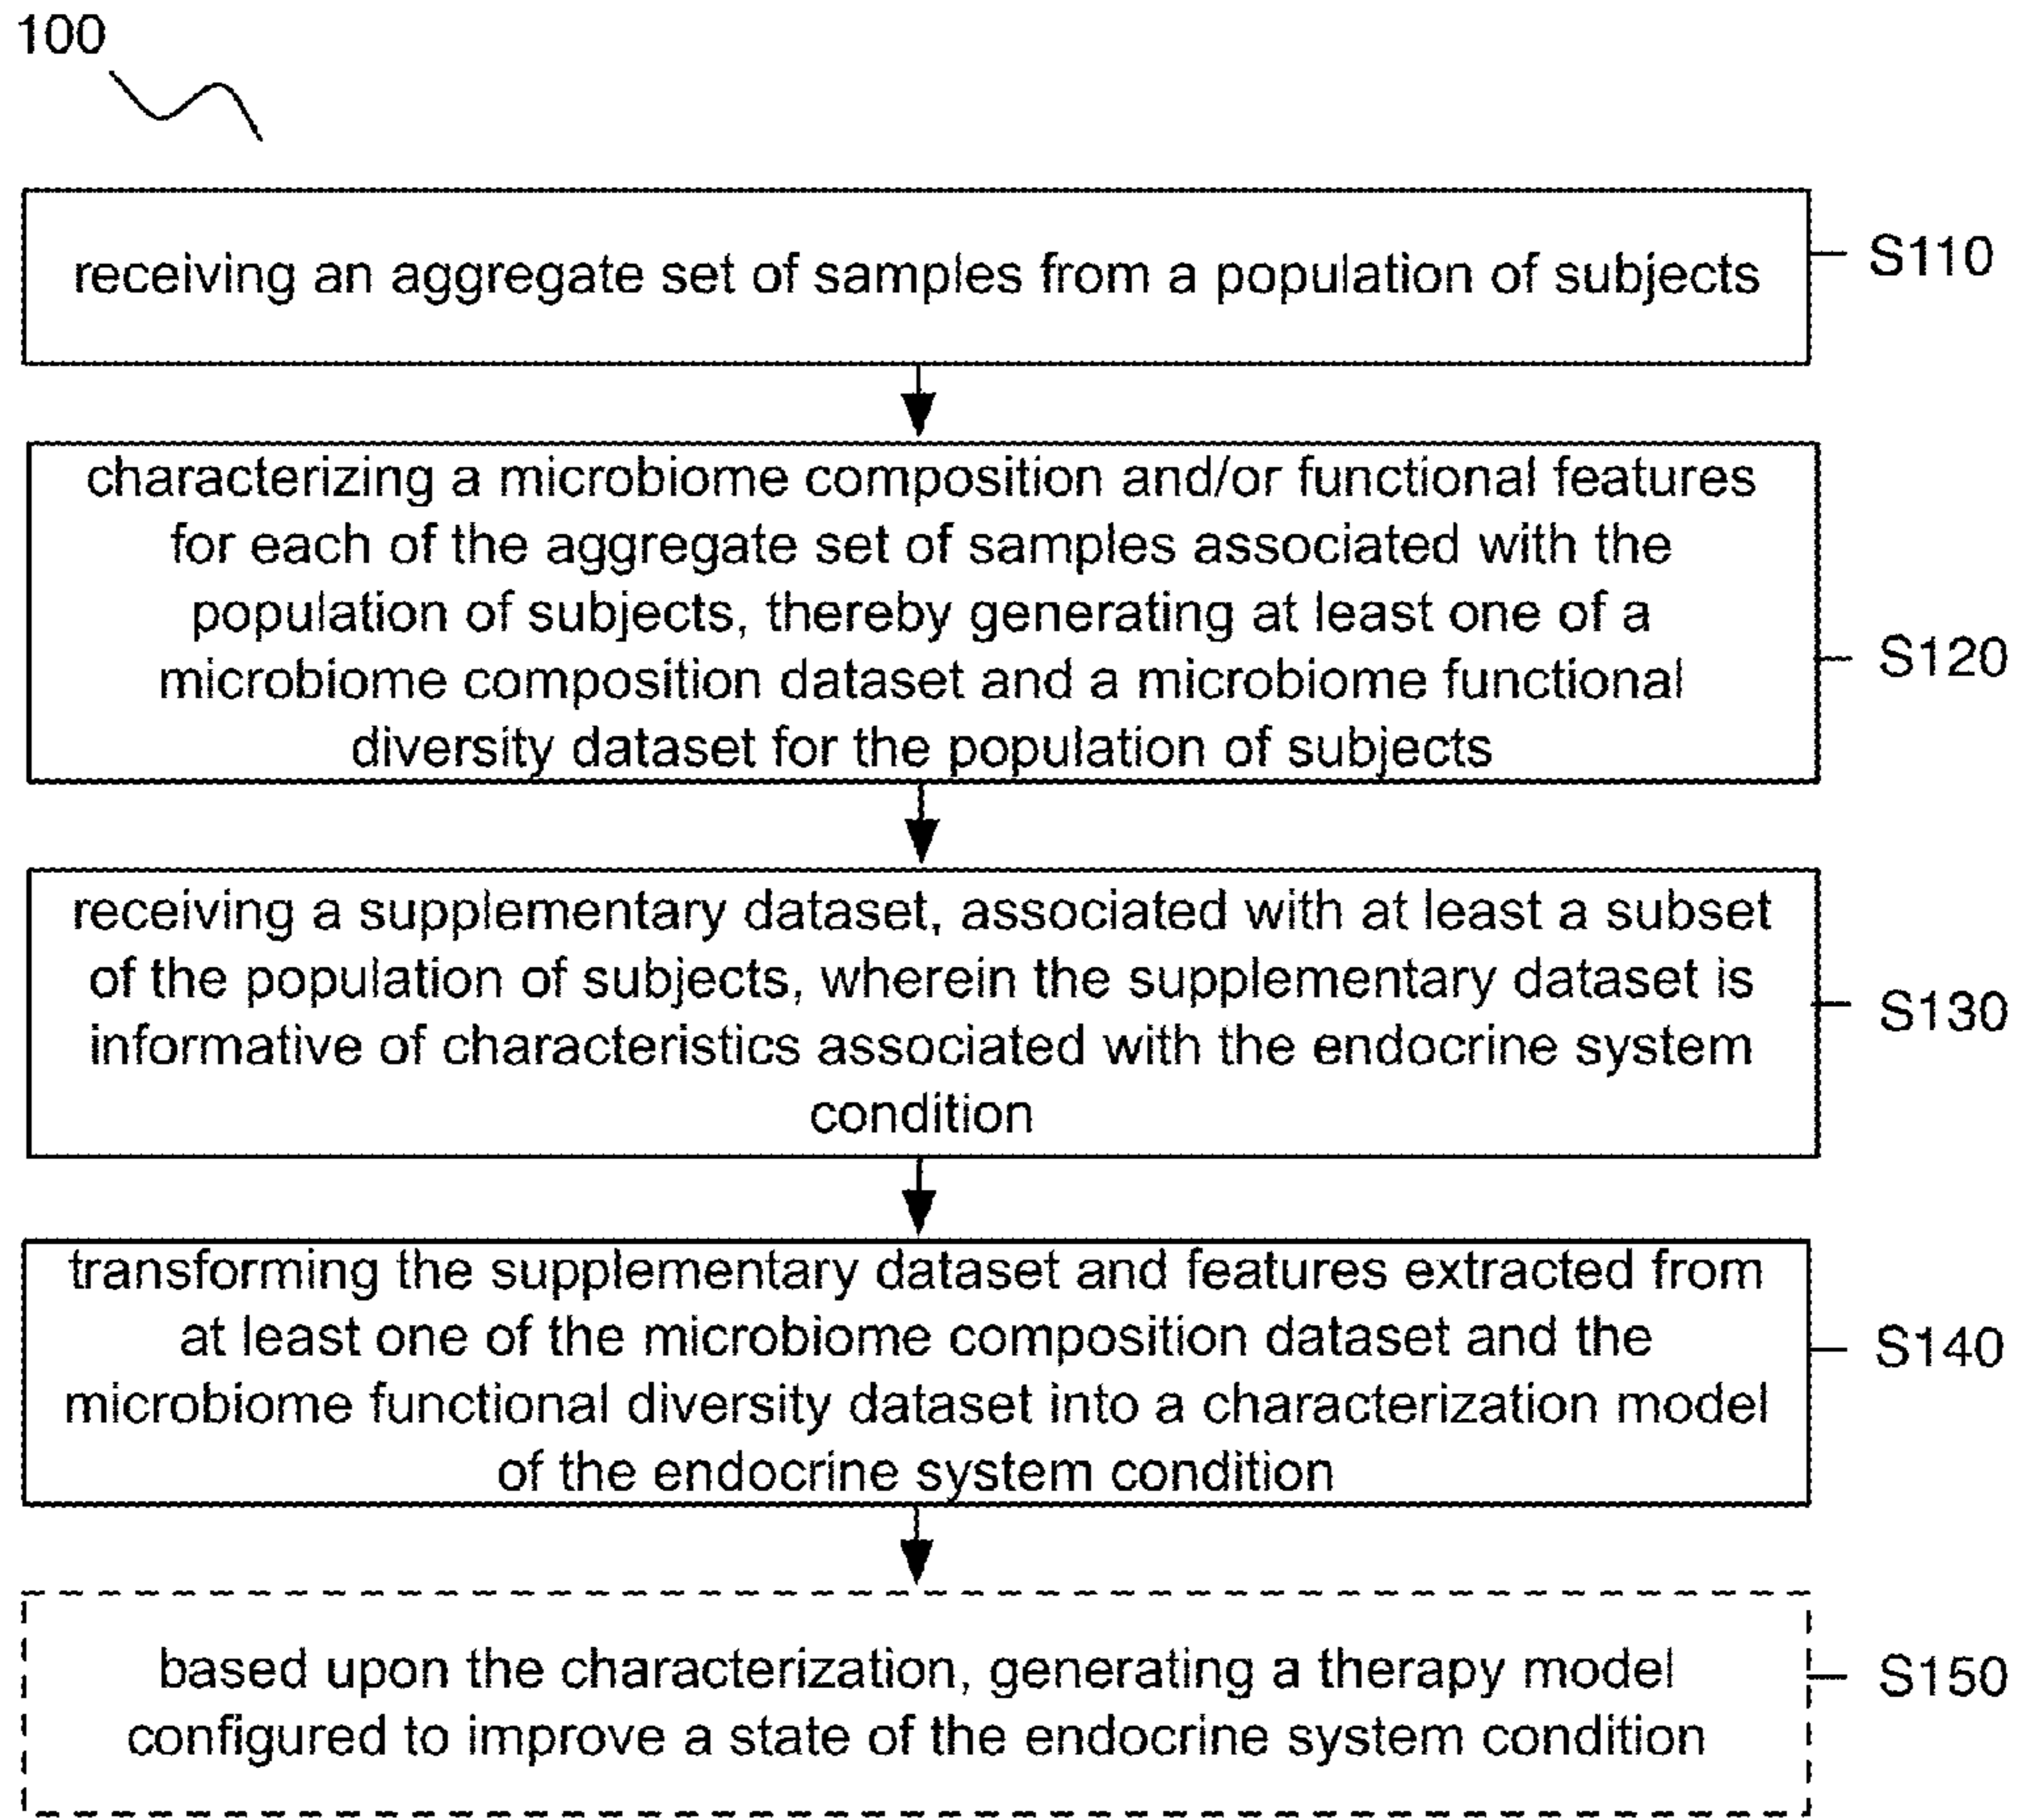 100
receiving an aggregate set of samples from a population of subjects
S110
characterizing a microbiome composition and/or functional features
for each of the aggregate set of samples associated with the
population of subjects, thereby generating at least one of a
microbiome composition dataset and a microbiome functional
diversity dataset for the population of subjects
S120
receiving a supplementary dataset, associated with at least a subset
of the population of subjects, wherein the supplementary dataset is
informative of characteristics associated with the endocrine system
condition
S130
transforming the supplementary dataset and features extracted from
at least one of the microbiome composition dataset and the
microbiome functional diversity dataset into a characterization model
of the endocrine system condition
S140
based upon the characterization, generating a therapy model
configured to improve a state of the endocrine system condition
S150